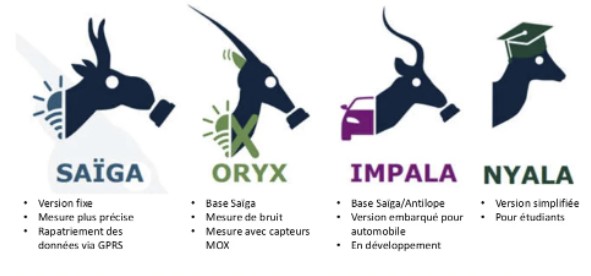 SAÏGA
• Version fixe
• Mesure plus précise
• Rapatriement des
données via GPRS
ORYX
• Base Saïga
• Mesure de bruit
• Mesure avec capteurs
MOX
IMPALA
• Base Saïga/Antilope
• Version embarqué pour
automobile
• En développement
NYALA
• Version simplifiée
• Pour étudiants